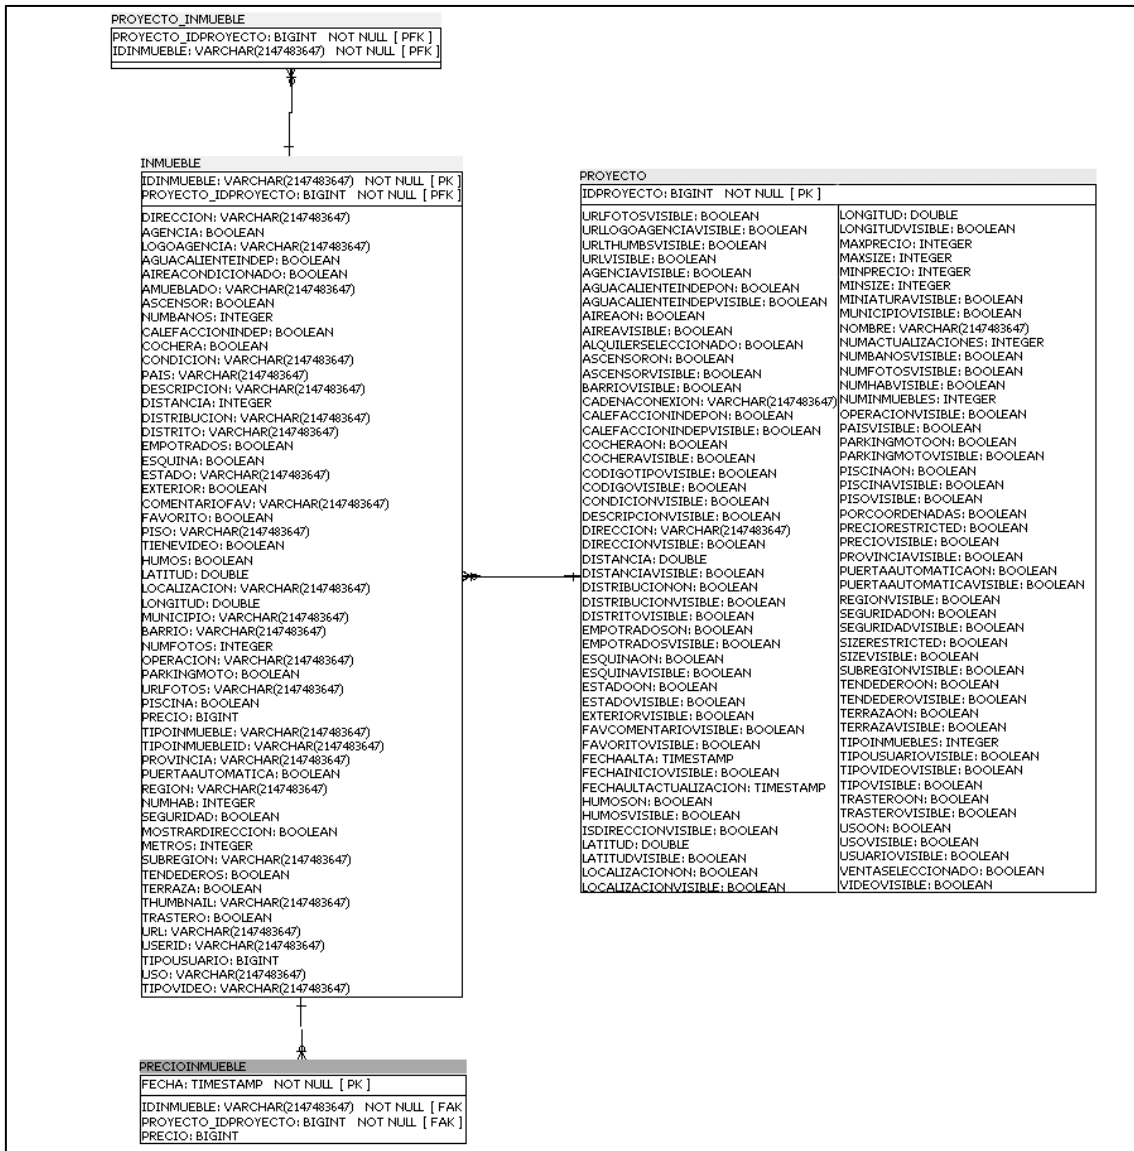 PROYECTO_INMUEBLE
PROYECTO_IDPROYECTO: BIGINT NOT NULL [ PFK ]
IDINMUEBLE: VARCHAR(2147483647) NOT NULL [ PFK ]
INMUEBLE
IDINMUEBLE: VARCHAR(2147483647) NOT NULL [ PK ]
PROYECTO_IDPROYECTO: BIGINT NOT NULL [ PFK ]
DIRECCION: VARCHAR(2147483647)
AGENCIA: BOOLEAN
LOGOAGENCIA: VARCHAR(2147483647)
AGUACALIENTEINDEP: BOOLEAN
AIREACONDICIONADO: BOOLEAN
AMUEBLADO: VARCHAR(2147483647)
ASCENSOR: BOOLEAN
NUMBANOS: INTEGER
CALEFACCIONINDEP: BOOLEAN
COCHERA: BOOLEAN
CONDICION: VARCHAR(2147483647)
PAIS: VARCHAR(2147483647)
DESCRIPCION: VARCHAR(2147483647)
DISTANCIA: INTEGER
DISTRIBUCION: VARCHAR(2147483647)
DISTRITO: VARCHAR(2147483647)
EMPOTRADOS: BOOLEAN
ESQUINA: BOOLEAN
ESTADO: VARCHAR(2147483647)
EXTERIOR: BOOLEAN
COMENTARIOFAV: VARCHAR(2147483647)
FAVORITO: BOOLEAN
PISO: VARCHAR(2147483647)
TIENEVIDEO: BOOLEAN
HUMOS: BOOLEAN
LATITUD: DOUBLE
LOCALIZACION: VARCHAR(2147483647)
LONGITUD: DOUBLE
MUNICIPIO: VARCHAR(2147483647)
BARRIO: VARCHAR(2147483647)
NUMFOTOS: INTEGER
OPERACION: VARCHAR(2147483647)
PARKINGMOTO: BOOLEAN
URLFOTOS: VARCHAR(2147483647)
PISCINA: BOOLEAN
PRECIO: BIGINT
TIPOINMUEBLE: VARCHAR(2147483647)
TIPOINMUEBLEID: VARCHAR(2147483647)
PROVINCIA: VARCHAR(2147483647)
PUERTAAUTOMATICA: BOOLEAN
REGION: VARCHAR(2147483647)
NUMHAB: INTEGER
SEGURIDAD: BOOLEAN
MOSTRARDIRECCION: BOOLEAN
METROS: INTEGER
SUBREGION: VARCHAR(2147483647)
TENDEDEROS: BOOLEAN
TERRAZA: BOOLEAN
THUMBNAIL: VARCHAR(2147483647)
TRASTERO: BOOLEAN
URL: VARCHAR(2147483647)
USERID: VARCHAR(2147483647)
TIPOUSUARIO: BIGINT
USO: VARCHAR(2147483647)
TIPOVIDEO: VARCHAR(2147483647)
PROYECTO
IDPROYECTO: BIGINT NOT NULL [ PK ]
URLFOTOSVISIBLE: BOOLEAN
URLLOGOAGENCIAVISIBLE: BOOLEAN
URLTHUMBSVISIBLE: BOOLEAN
URLVISIBLE: BOOLEAN
AGENCIAVISIBLE: BOOLEAN
AGUACALIENTEINDEPON: BOOLEAN
AGUACALIENTEINDEPVISIBLE: BOOLEAN
AIREAON: BOOLEAN
AIREAVISIBLE: BOOLEAN
ALQUILERSELECCIONADO: BOOLEAN
ASCENSORON: BOOLEAN
ASCENSORVISIBLE: BOOLEAN
BARRIOVISIBLE: BOOLEAN
CADENACONEXION: VARCHAR(2147483647)
CALEFACCIONINDEPON: BOOLEAN
CALEFACCIONINDEPVISIBLE: BOOLEAN
COCHERAON: BOOLEAN
COCHERAVISIBLE: BOOLEAN
CODIGOTIPOVISIBLE: BOOLEAN
CODIGOVISIBLE: BOOLEAN
CONDICIONVISIBLE: BOOLEAN
DESCRIPCIONVISIBLE: BOOLEAN
DIRECCION: VARCHAR(2147483647)
DIRECCIONVISIBLE: BOOLEAN
DISTANCIA: DOUBLE
DISTANCIAVISIBLE: BOOLEAN
DISTRIBUCIONON: BOOLEAN
DISTRIBUCIONVISIBLE: BOOLEAN
DISTRITOVISIBLE: BOOLEAN
EMPOTRADOSON: BOOLEAN
EMPOTRADOSVISIBLE: BOOLEAN
ESQUINAON: BOOLEAN
ESQUINAVISIBLE: BOOLEAN
ESTADOON: BOOLEAN
ESTADOVISIBLE: BOOLEAN
EXTERIORVISIBLE: BOOLEAN
FAVCOMENTARIOVISIBLE: BOOLEAN
FAVORITOVISIBLE: BOOLEAN
FECHAALTA: TIMESTAMP
FECHAINICIOVISIBLE: BOOLEAN
FECHAULTACTUALIZACION: TIMESTAMP
HUMOSON: BOOLEAN
HUMOSVISIBLE: BOOLEAN
ISDIRECCIONVISIBLE: BOOLEAN
LATITUD: DOUBLE
LATITUDVISIBLE: BOOLEAN
LOCALIZACIONON: BOOLEAN
LOCALIZACIONVISIBLE: BOOLEAN
LONGITUD: DOUBLE
LONGITUDVISIBLE: BOOLEAN
MAXPRECIO: INTEGER
MAXSIZE: INTEGER
MINPRECIO: INTEGER
MINSIZE: INTEGER
MINIATURAVISIBLE: BOOLEAN
MUNICIPIOVISIBLE: BOOLEAN
NOMBRE: VARCHAR(2147483647)
NUMACTUALIZACIONES: INTEGER
NUMBANOSVISIBLE: BOOLEAN
NUMFOTOSVISIBLE: BOOLEAN
NUMHABVISIBLE: BOOLEAN
NUMINMUEBLES: INTEGER
OPERACIONVISIBLE: BOOLEAN
PAISVISIBLE: BOOLEAN
PARKINGMOTOON: BOOLEAN
PARKINGMOTOVISIBLE: BOOLEAN
PISCINAON: BOOLEAN
PISCINAVISIBLE: BOOLEAN
PISOVISIBLE: BOOLEAN
PORCOORDENADAS: BOOLEAN
PRECIORESTRICTED: BOOLEAN
PRECIOVISIBLE: BOOLEAN
PROVINCIAVISIBLE: BOOLEAN
PUERTAAUTOMATICAON: BOOLEAN
PUERTAAUTOMATICAVISIBLE: BOOLEAN
REGIONVISIBLE: BOOLEAN
SEGURIDADON: BOOLEAN
SEGURIDADVISIBLE: BOOLEAN
SIZERESTRICTED: BOOLEAN
SIZEVISIBLE: BOOLEAN
SUBREGIONVISIBLE: BOOLEAN
TENDEDEROON: BOOLEAN
TENDEDEROVISIBLE: BOOLEAN
TERRAZAON: BOOLEAN
TERRAZAVISIBLE: BOOLEAN
TIPOINMUEBLES: INTEGER
TIPOUSUARIOVISIBLE: BOOLEAN
TIPOVIDEOVISIBLE: BOOLEAN
TIPOVISIBLE: BOOLEAN
TRASTEROON: BOOLEAN
TRASTEROVISIBLE: BOOLEAN
USOON: BOOLEAN
USOVISIBLE: BOOLEAN
USUARIOVISIBLE: BOOLEAN
VENTASELECCIONADO: BOOLEAN
VIDEOVISIBLE: BOOLEAN
PRECIOINMUEBLE
FECHA: TIMESTAMP NOT NULL [ PK ]
IDINMUEBLE: VARCHAR(2147483647) NOT NULL [ FAK
PROYECTO_IDPROYECTO: BIGINT NOT NULL [ FAK ]
PRECIO: BIGINT